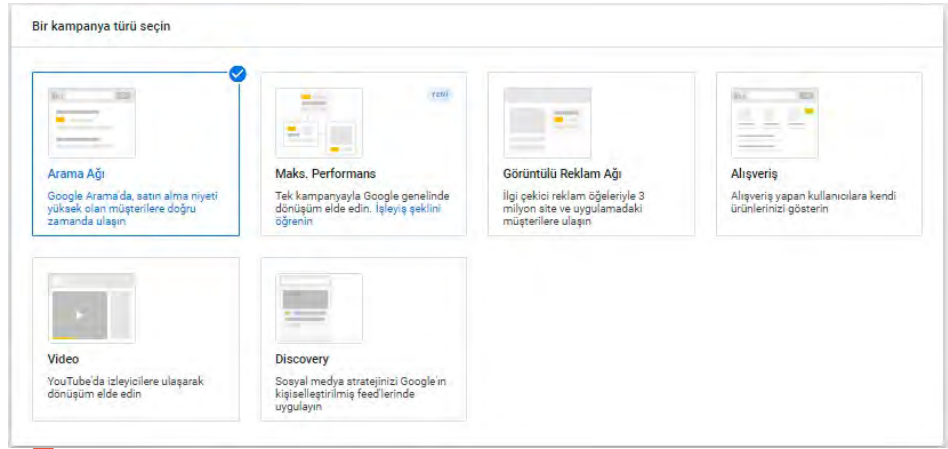 Bir kampanya türü seçin
Arama Ağı
Google Arama'da, satın alma niyeti
yüksek olan müşterilere doğru
zamanda ulaşın
YENİ
Maks. Performans
Tek kampanyayla Google genelinde
dönüşüm elde edin. İşleyiş şeklini
öğrenin
Görüntülü Reklam Ağı
İlgi çekici reklam öğeleriyle 3
milyon site ve uygulamadaki
müşterilere ulaşın
Alışveriş
Alışveriş yapan kullanıcılara kendi
ürünlerinizi gösterin
Video
YouTube'da izleyicilere ulaşarak
dönüşüm elde edin
Discovery
Sosyal medya stratejinizi Google'ın
kişiselleştirilmiş feed'lerinde
uygulayın